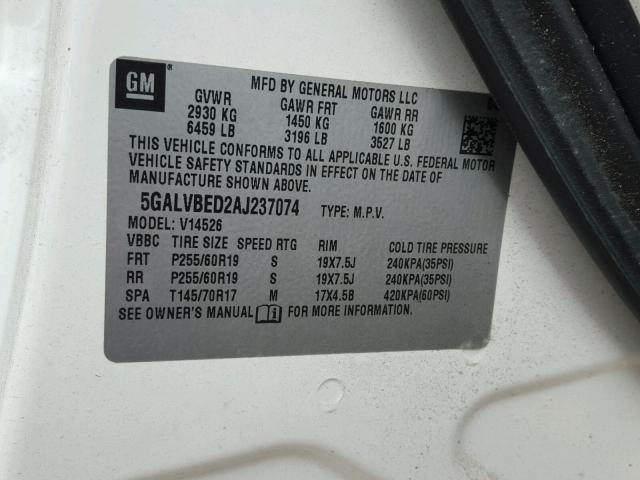 GM
MFD BY GENERAL MOTORS LLC
GVWR GAWR FRT GAWR RR
2930 KG 1450 KG 1600 KG
6459 LB 3196 LB 3527 LB
THIS VEHICLE CONFORMS TO ALL APPLICABLE U.S. FEDERAL MOTOR
VEHICLE SAFETY STANDARDS IN EFFECT ON THE DATE OF
MANUFACTURE SHOWN ABOVE.
5GALVBED2AJ237074 TYPE: M.P.V.
MODEL: V14526
VBBC TIRE SIZE SPEED RTG RIM COLD TIRE PRESSURE
FRT P255/60R19 S 19X7.5J 240KPA(35PSI)
RR P255/60R19 S 19X7.5J 240KPA(35PSI)
SPA T145/70R17 M 17X4.5B 420KPA(60PSI)
SEE OWNER'S MANUAL FOR MORE INFORMATION.